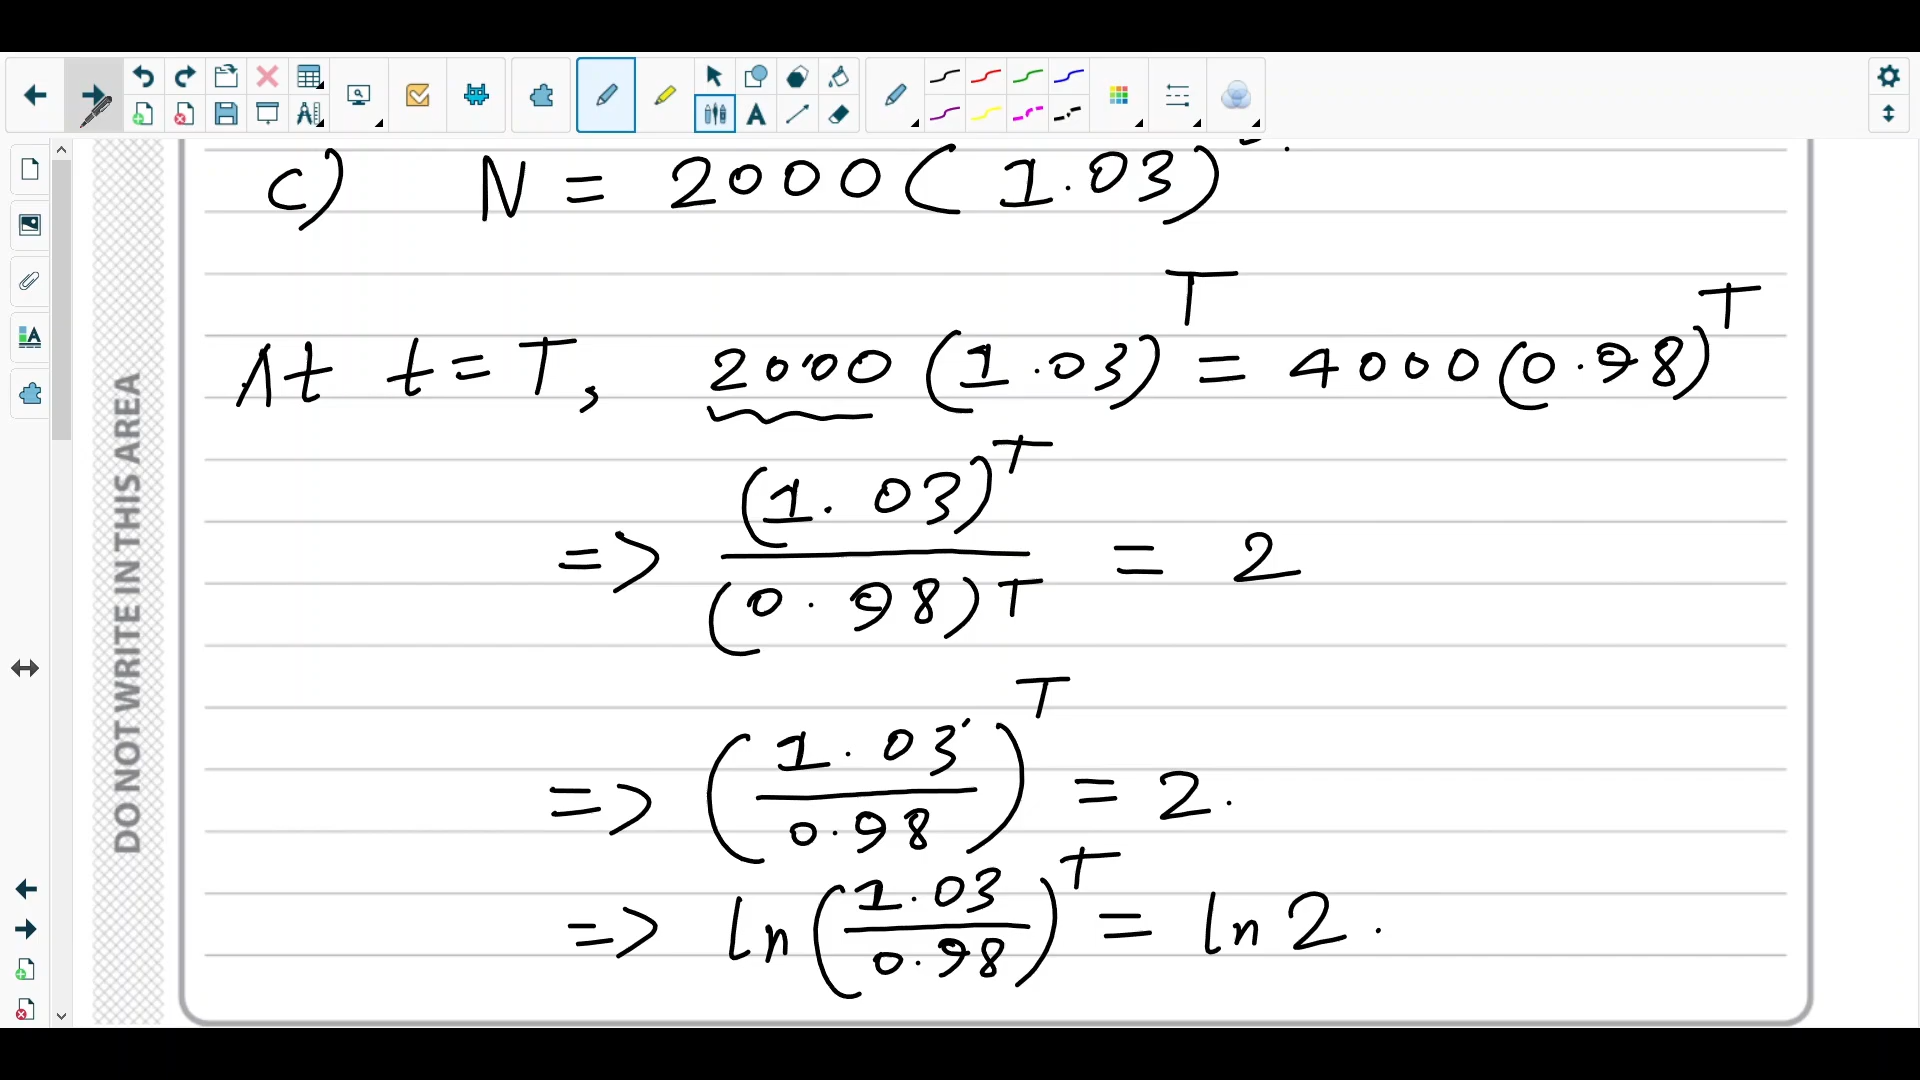 c) N = 2000(1.03)
At t = T, 2000(1.03)^T = 4000(0.98)^T
=> (1.03)^T / (0.98)^T = 2
=> (1.03 / 0.98)^T = 2.
=> ln(1.03 / 0.98)^T = ln 2.
DO NOT WRITE IN THIS AREA